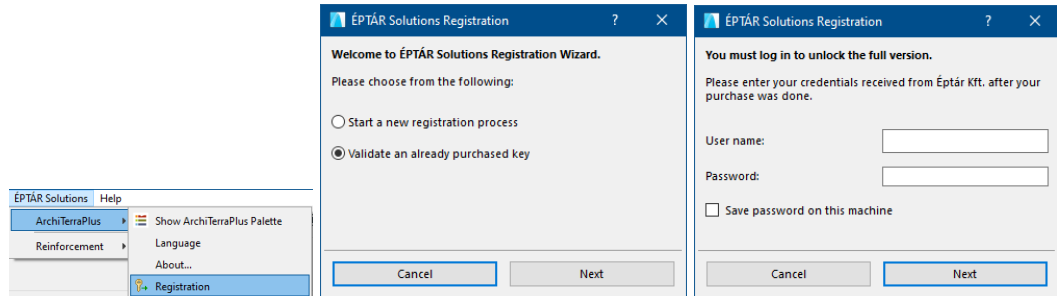 ÉPTÁR Solutions Help
ArchiTerraPlus
Reinforcement
Show ArchiTerraPlus Palette
Language
About...
Registration
ÉPTÁR Solutions Registration
Welcome to ÉPTÁR Solutions Registration Wizard.
Please choose from the following:
Start a new registration process
Validate an already purchased key
Cancel Next
ÉPTÁR Solutions Registration
You must log in to unlock the full version.
Please enter your credentials received from Éptár Kft. after your
purchase was done.
User name:
Password:
Save password on this machine
Cancel Next